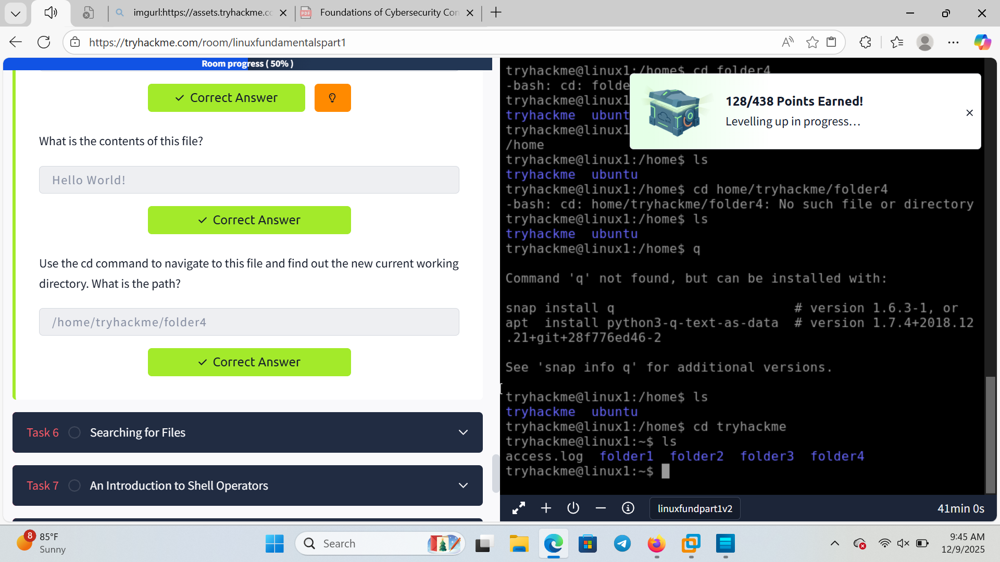 imgurl:https://assets.tryhackme.cc
Foundations of Cybersecurity Con
https://tryhackme.com/room/linuxfundamentalspart1
Room progress ( 50% )
Correct Answer
What is the contents of this file?
Hello World!
Correct Answer
Use the cd command to navigate to this file and find out the new current working
directory. What is the path?
/home/tryhackme/folder4
Correct Answer
Task 6 Searching for Files
Task 7 An Introduction to Shell Operators
tryhackme@linux1:/home$ cd folder4
-bash: cd: folde
tryhackme@linux1
tryhackme ubunt
tryhackme@linux1
/home
128/438 Points Earned!
Levelling up in progress…
tryhackme@linux1:/home$ ls
tryhackme ubuntu
tryhackme@linux1:/home$ cd home/tryhackme/folder4
-bash: cd: home/tryhackme/folder4: No such file or directory
tryhackme@linux1:/home$ ls
tryhackme ubuntu
tryhackme@linux1:/home$ q
Command 'q' not found, but can be installed with:
snap install q # version 1.6.3-1, or
apt install python3-q-text-as-data # version 1.7.4+2018.12
.21+git+28f776ed46-2
See 'snap info q' for additional versions.
tryhackme@linux1:/home$ ls
tryhackme ubuntu
tryhackme@linux1:/home$ cd tryhackme
tryhackme@linux1:~$ ls
access.log folder1 folder2 folder3 folder4
tryhackme@linux1:~$
linuxfundpart1v2
41min 0s
8
85°F
Sunny
Search
9:45 AM
12/9/2025